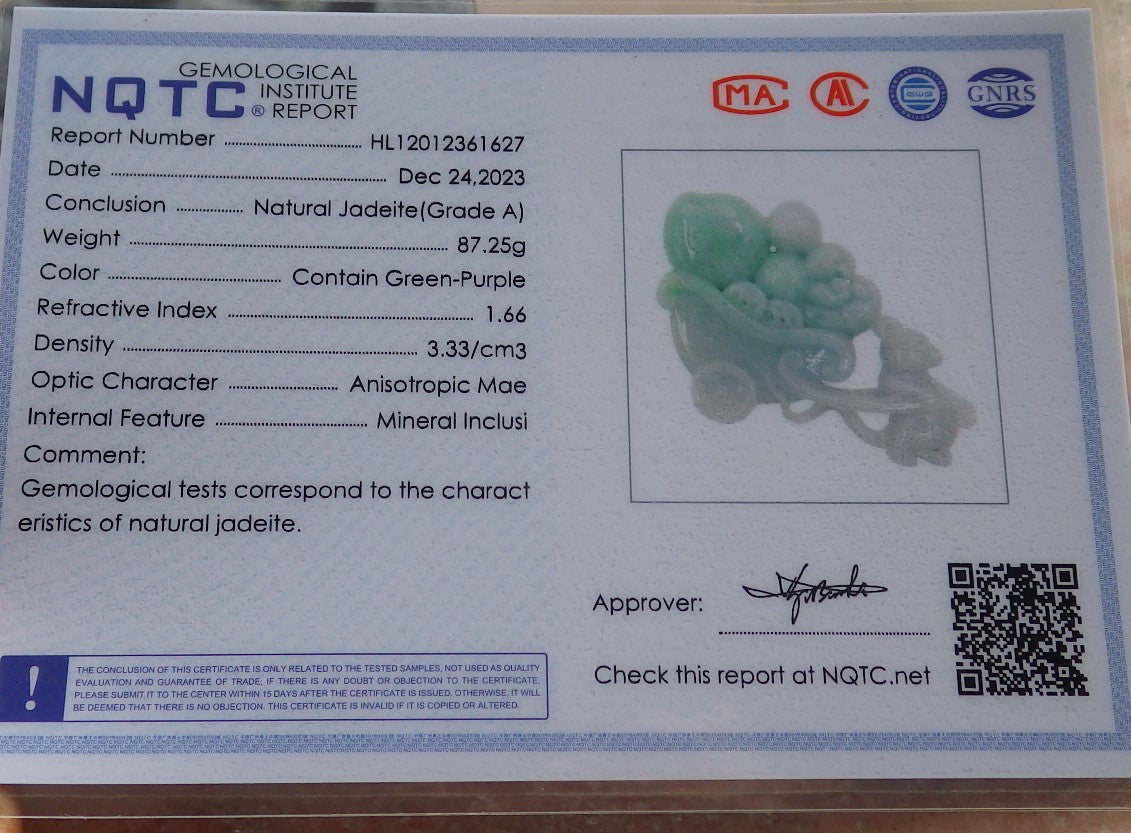 NQTC® GEMOLOGICAL INSTITUTE REPORT
Report Number HL12012361627
Date Dec 24,2023
Conclusion Natural Jadeite(Grade A)
Weight 87.25g
Color Contain Green-Purple
Refractive Index 1.66
Density 3.33/cm3
Optic Character Anisotropic Mae
Internal Feature Mineral Inclusi
Comment:
Gemological tests correspond to the charact
eristics of natural jadeite.
! THE CONCLUSION OF THIS CERTIFICATE IS ONLY RELATED TO THE TESTED SAMPLES, NOT USED AS QUALITY
EVALUATION AND GUARANTEE OF TRADE; IF THERE IS ANY DOUBT OR OBJECTION TO THE CERTIFICATE,
PLEASE SUBMIT IT TO THE CENTER WITHIN 15 DAYS AFTER THE CERTIFICATE IS ISSUED. OTHERWISE, IT WILL
BE DEEMED THAT THERE IS NO OBJECTION. THIS CERTIFICATE IS INVALID IF IT IS COPIED OR ALTERED.
MA
GNRS
Approver:
Check this report at NQTC.net